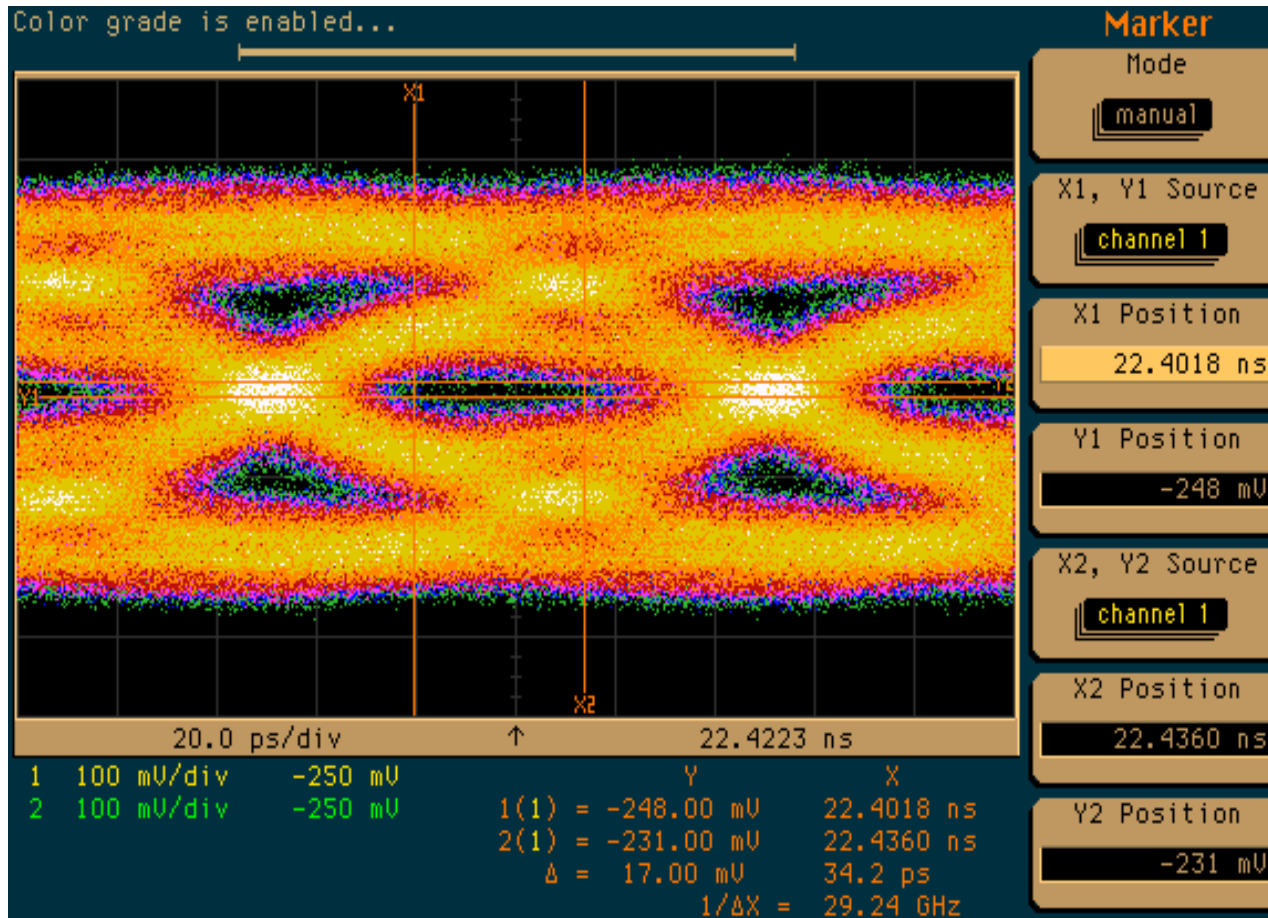 Color grade is enabled...
Marker
Mode
manual
X1, Y1 Source
channel 1
X1 Position
22.4018 ns
Y1 Position
-248 mV
X2, Y2 Source
channel 1
X2 Position
22.4360 ns
Y2 Position
-231 mV
X1
Y1
X2
20.0 ps/div ↑ 22.4223 ns
1 100 mV/div -250 mV
2 100 mV/div -250 mV
Y X
1(1) = -248.00 mV 22.4018 ns
2(1) = -231.00 mV 22.4360 ns
Δ = 17.00 mV 34.2 ps
1/ΔX = 29.24 GHz